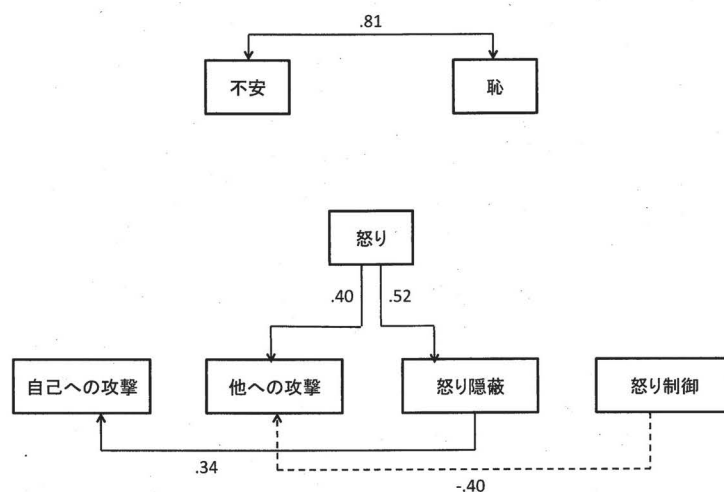 .81
不安
恥
怒り
.40
.52
自己への攻撃
他への攻撃
怒り隠蔽
怒り制御
.34
-.40